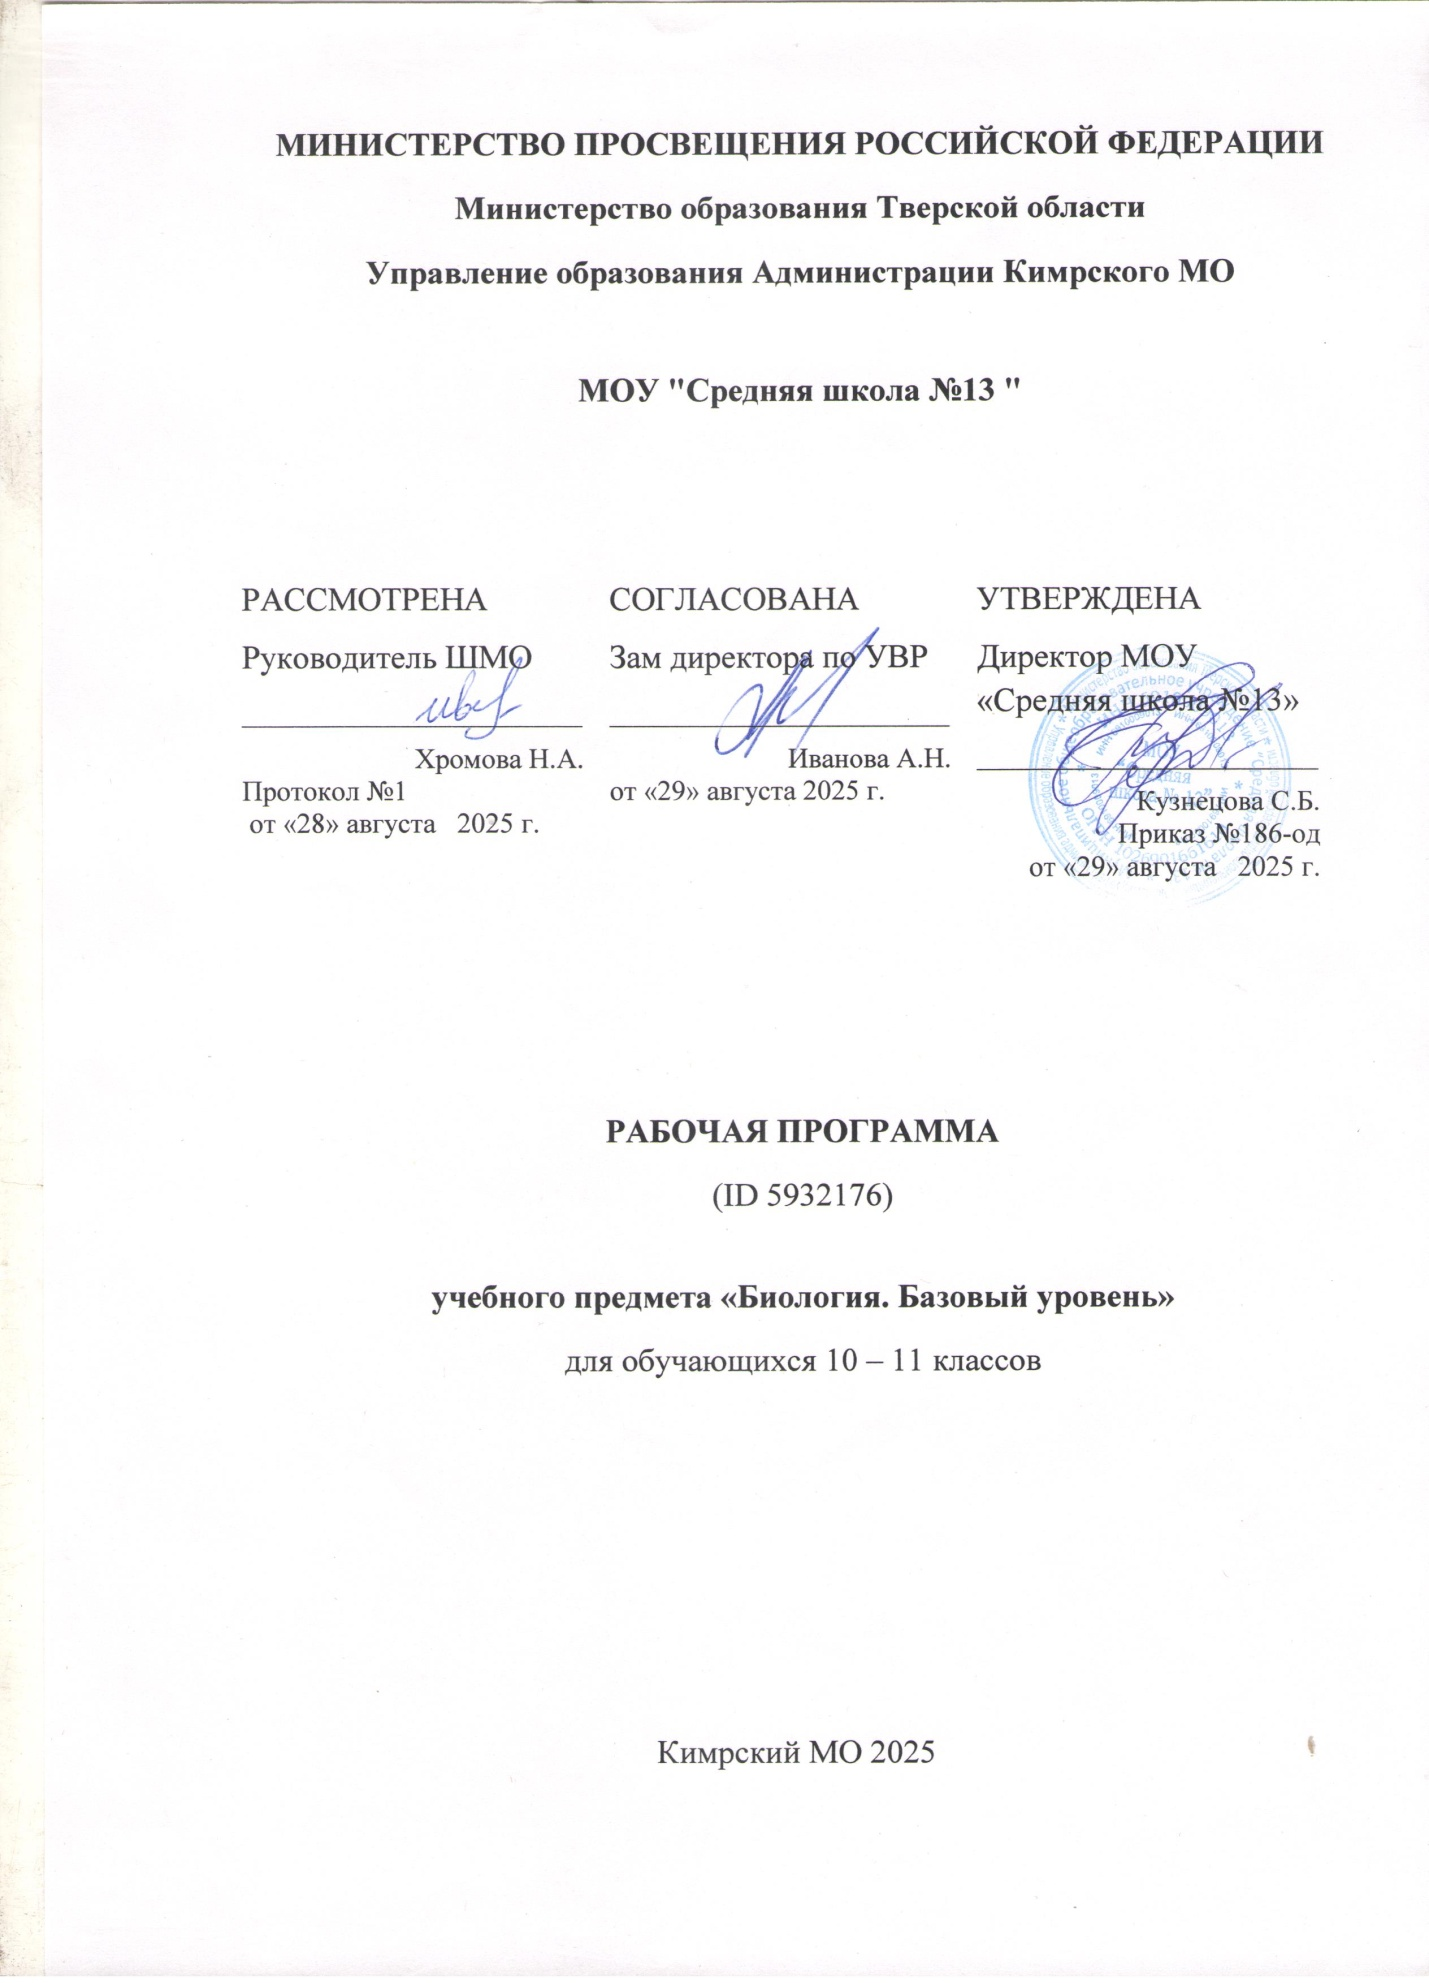 МИНИСТЕРСТВО ПРОСВЕЩЕНИЯ РОССИЙСКОЙ ФЕДЕРАЦИИ
Министерство образования Тверской области
Управление образования Администрации Кимрского МО
МОУ "Средняя школа №13 "
РАССМОТРЕНА
Руководитель ШМО
Хромова Н.А.
Протокол №1
от «28» августа 2025 г.
СОГЛАСОВАНА
Зам директора по УВР
Иванова А.Н.
от «29» августа 2025 г.
УТВЕРЖДЕНА
Директор МОУ
«Средняя школа №13»
Кузнецова С.Б.
Приказ №186-од
от «29» августа 2025 г.
РАБОЧАЯ ПРОГРАММА
(ID 5932176)
учебного предмета «Биология. Базовый уровень»
для обучающихся 10 – 11 классов
Кимрский МО 2025